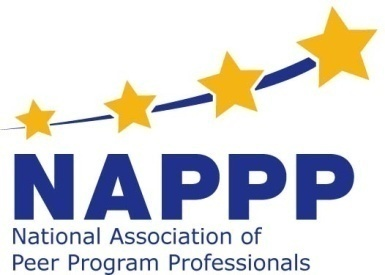 NAPPP
National Association of
Peer Program Professionals